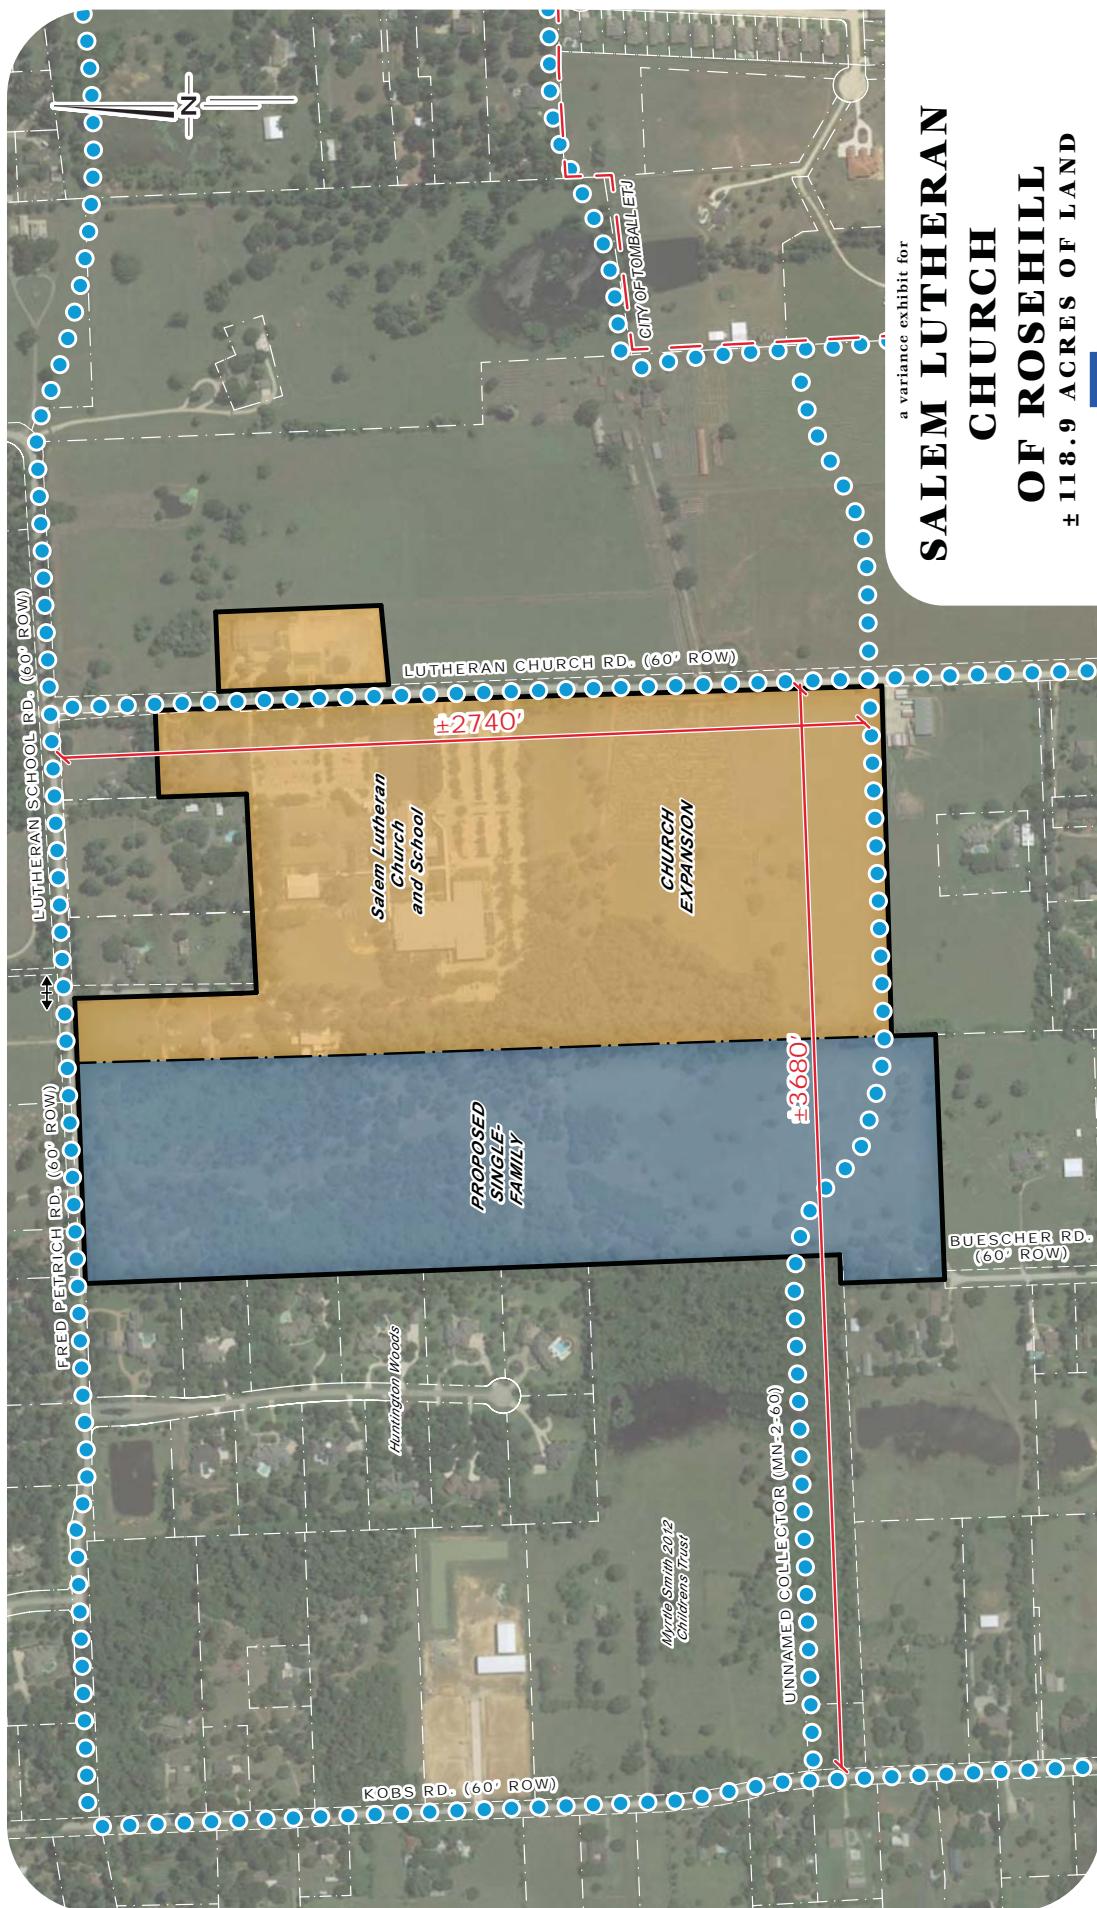 a variance exhibit for
SALEM LUTHERAN
CHURCH
OF ROSEHILL
± 118.9 ACRES OF LAND
N
CITY OF TOMBALL ETJ
LUTHERAN SCHOOL RD. (60' ROW)
LUTHERAN CHURCH RD. (60' ROW)
±2740'
Salem Lutheran
Church
and School
CHURCH
EXPANSION
±3680'
FRED PETRICH RD. (60' ROW)
PROPOSED
SINGLE-
FAMILY
BUESCHER RD.
(60' ROW)
Huntington Woods
Myrtle Smith 2012
Childrens Trust
UNNAMED COLLECTOR (MN-2-60)
KOBS RD. (60' ROW)